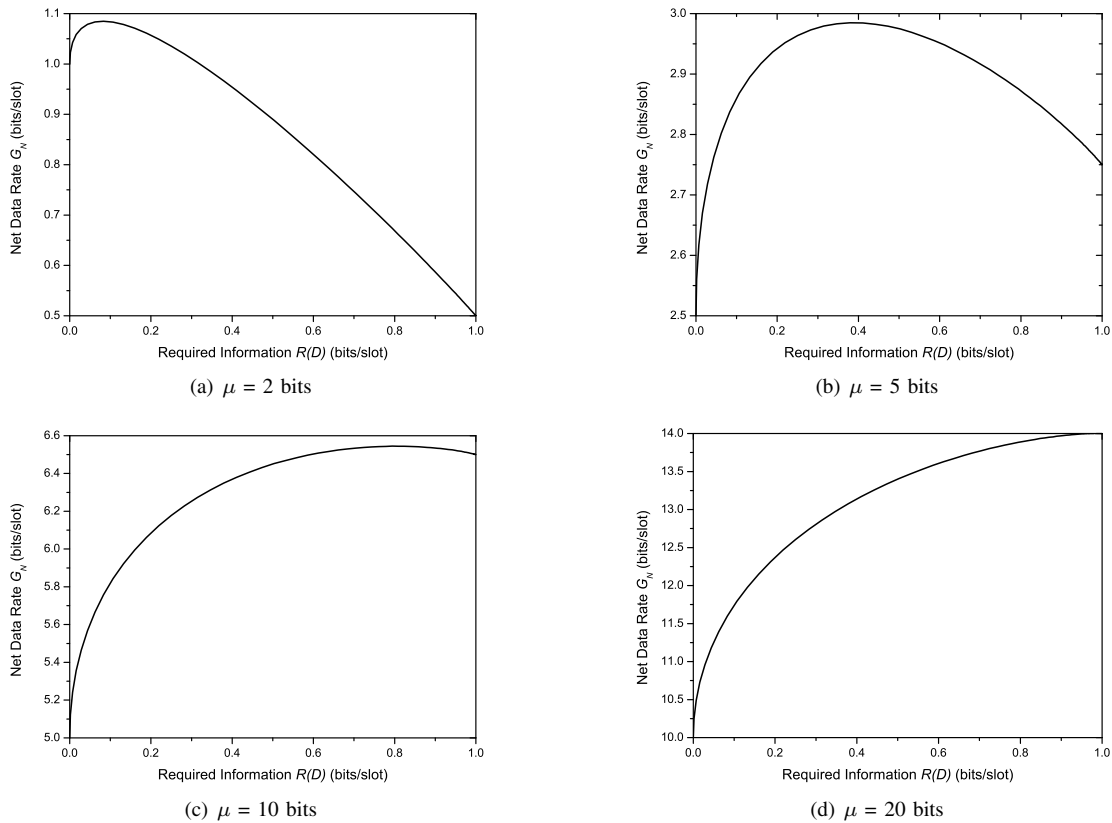 1.1
1.0
0.9
0.8
0.7
0.6
0.5
0.0 0.2 0.4 0.6 0.8 1.0
Net Data Rate G_N (bits/slot)
Required Information R(D) (bits/slot)
(a) μ = 2 bits
3.0
2.9
2.8
2.7
2.6
2.5
0.0 0.2 0.4 0.6 0.8 1.0
Net Data Rate G_N (bits/slot)
Required Information R(D) (bits/slot)
(b) μ = 5 bits
6.6
6.4
6.2
6.0
5.8
5.6
5.4
5.2
5.0
0.0 0.2 0.4 0.6 0.8 1.0
Net Data Rate G_N (bits/slot)
Required Information R(D) (bits/slot)
(c) μ = 10 bits
14.0
13.5
13.0
12.5
12.0
11.5
11.0
10.5
10.0
0.0 0.2 0.4 0.6 0.8 1.0
Net Data Rate G_N (bits/slot)
Required Information R(D) (bits/slot)
(d) μ = 20 bits